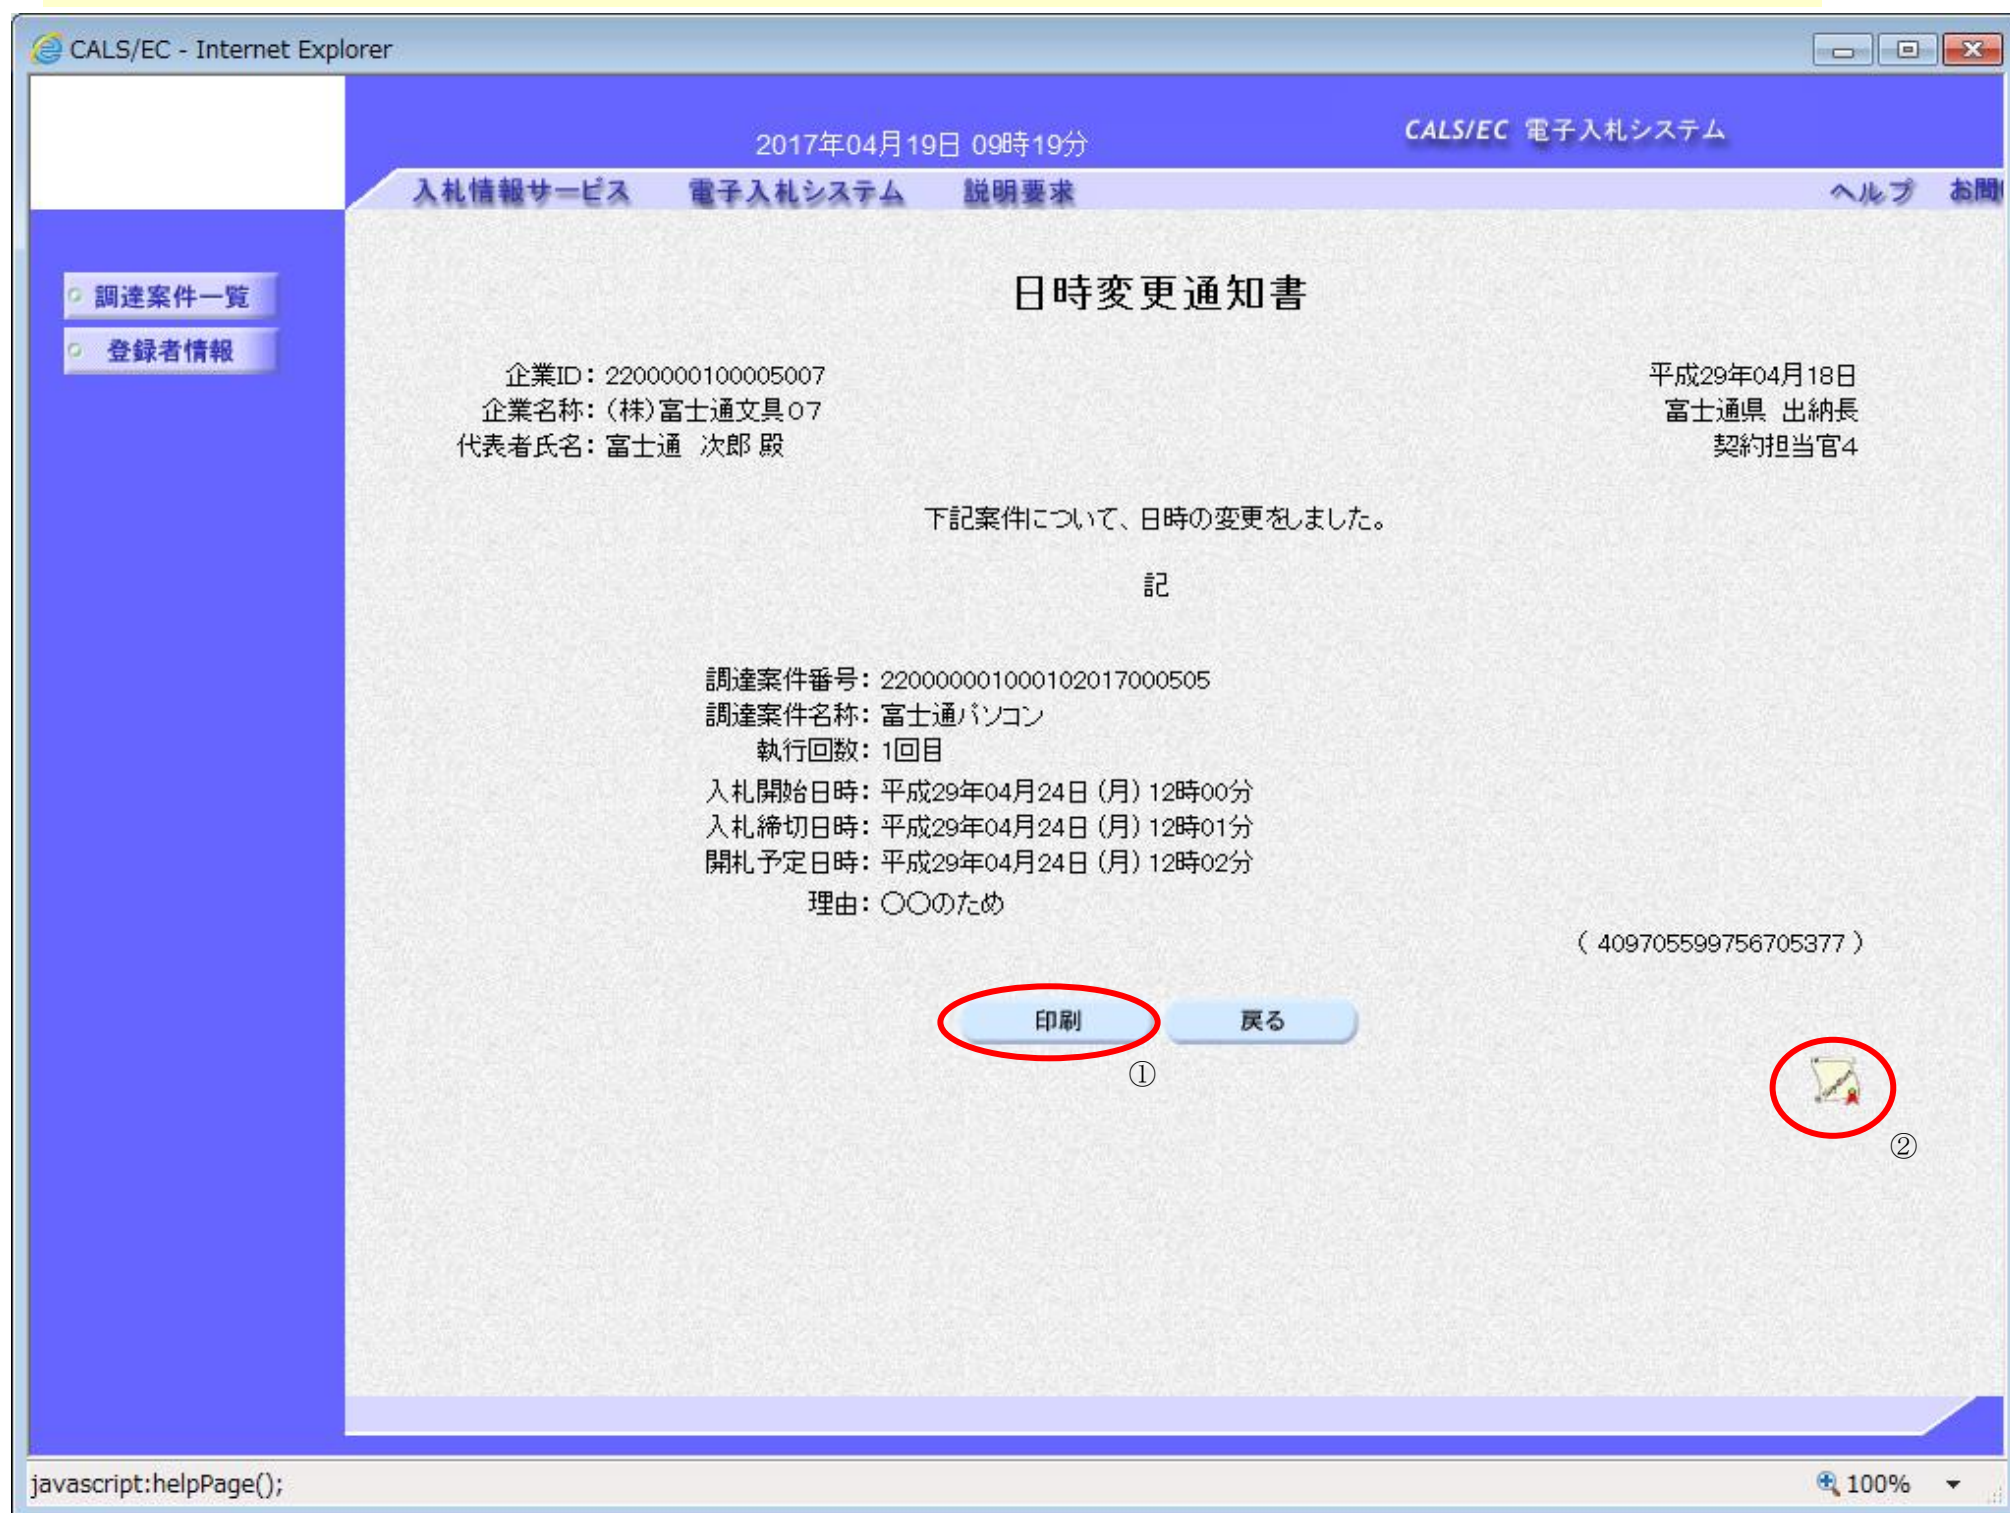 CALS/EC - Internet Explorer
2017年04月19日 09時19分
CALS/EC 電子入札システム
入札情報サービス 電子入札システム 説明要求 ヘルプ お問
調達案件一覧
登録者情報
日時変更通知書
企業ID：2200000100005007
企業名称：（株）富士通文具０７
代表者氏名：富士通 次郎 殿
平成29年04月18日
富士通県 出納長
契約担当官４
下記案件について、日時の変更をしました。
記
調達案件番号：220000001000102017000505
調達案件名称：富士通パソコン
執行回数：1回目
入札開始日時：平成29年04月24日（月）12時00分
入札締切日時：平成29年04月24日（月）12時01分
開札予定日時：平成29年04月24日（月）12時02分
理由：○○のため
（ 4097055997567​05377 ）
印刷 戻る
①
②
javascript:helpPage();
100%